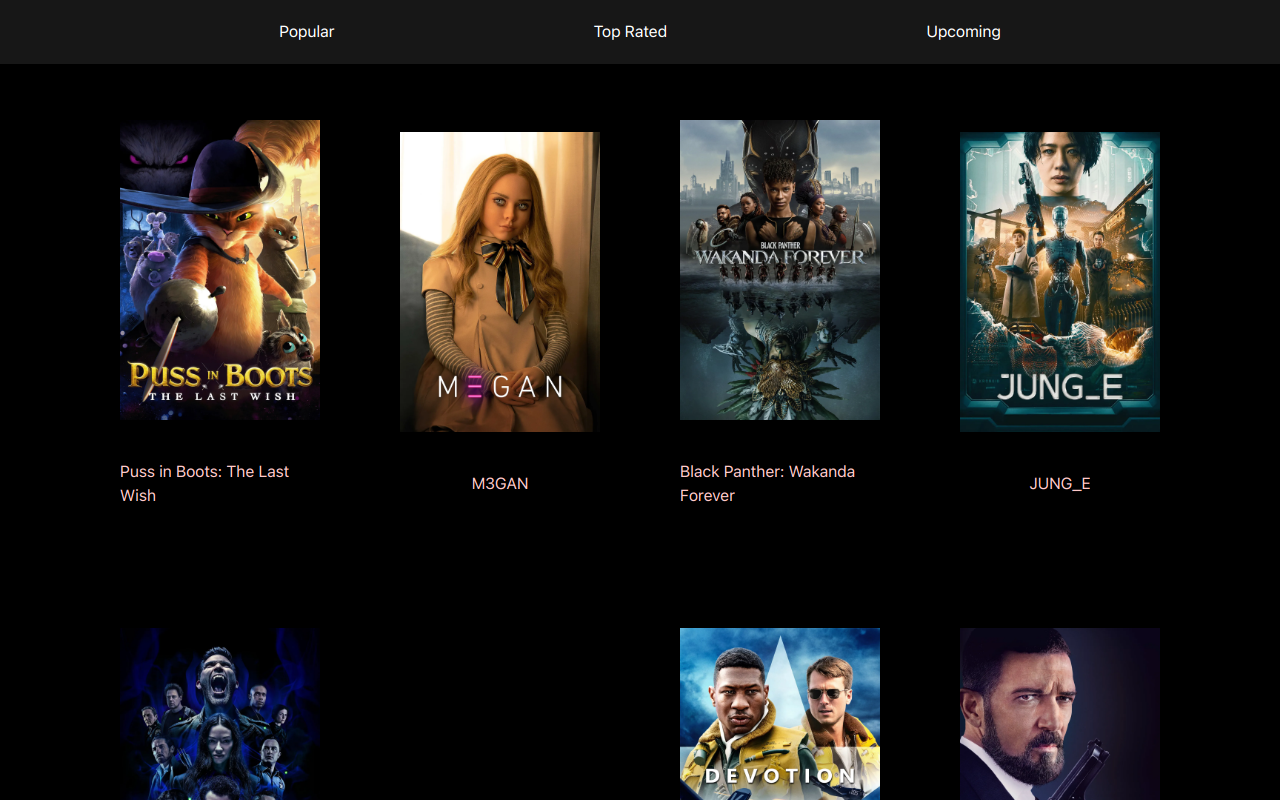 Popular
Top Rated
Upcoming
PUSS IN BOOTS
THE LAST WISH
MEGAN
BLACK PANTHER
WAKANDA FOREVER
JUNG_E
Puss in Boots: The Last
Wish
M3GAN
Black Panther: Wakanda
Forever
JUNG_E
DEVOTION